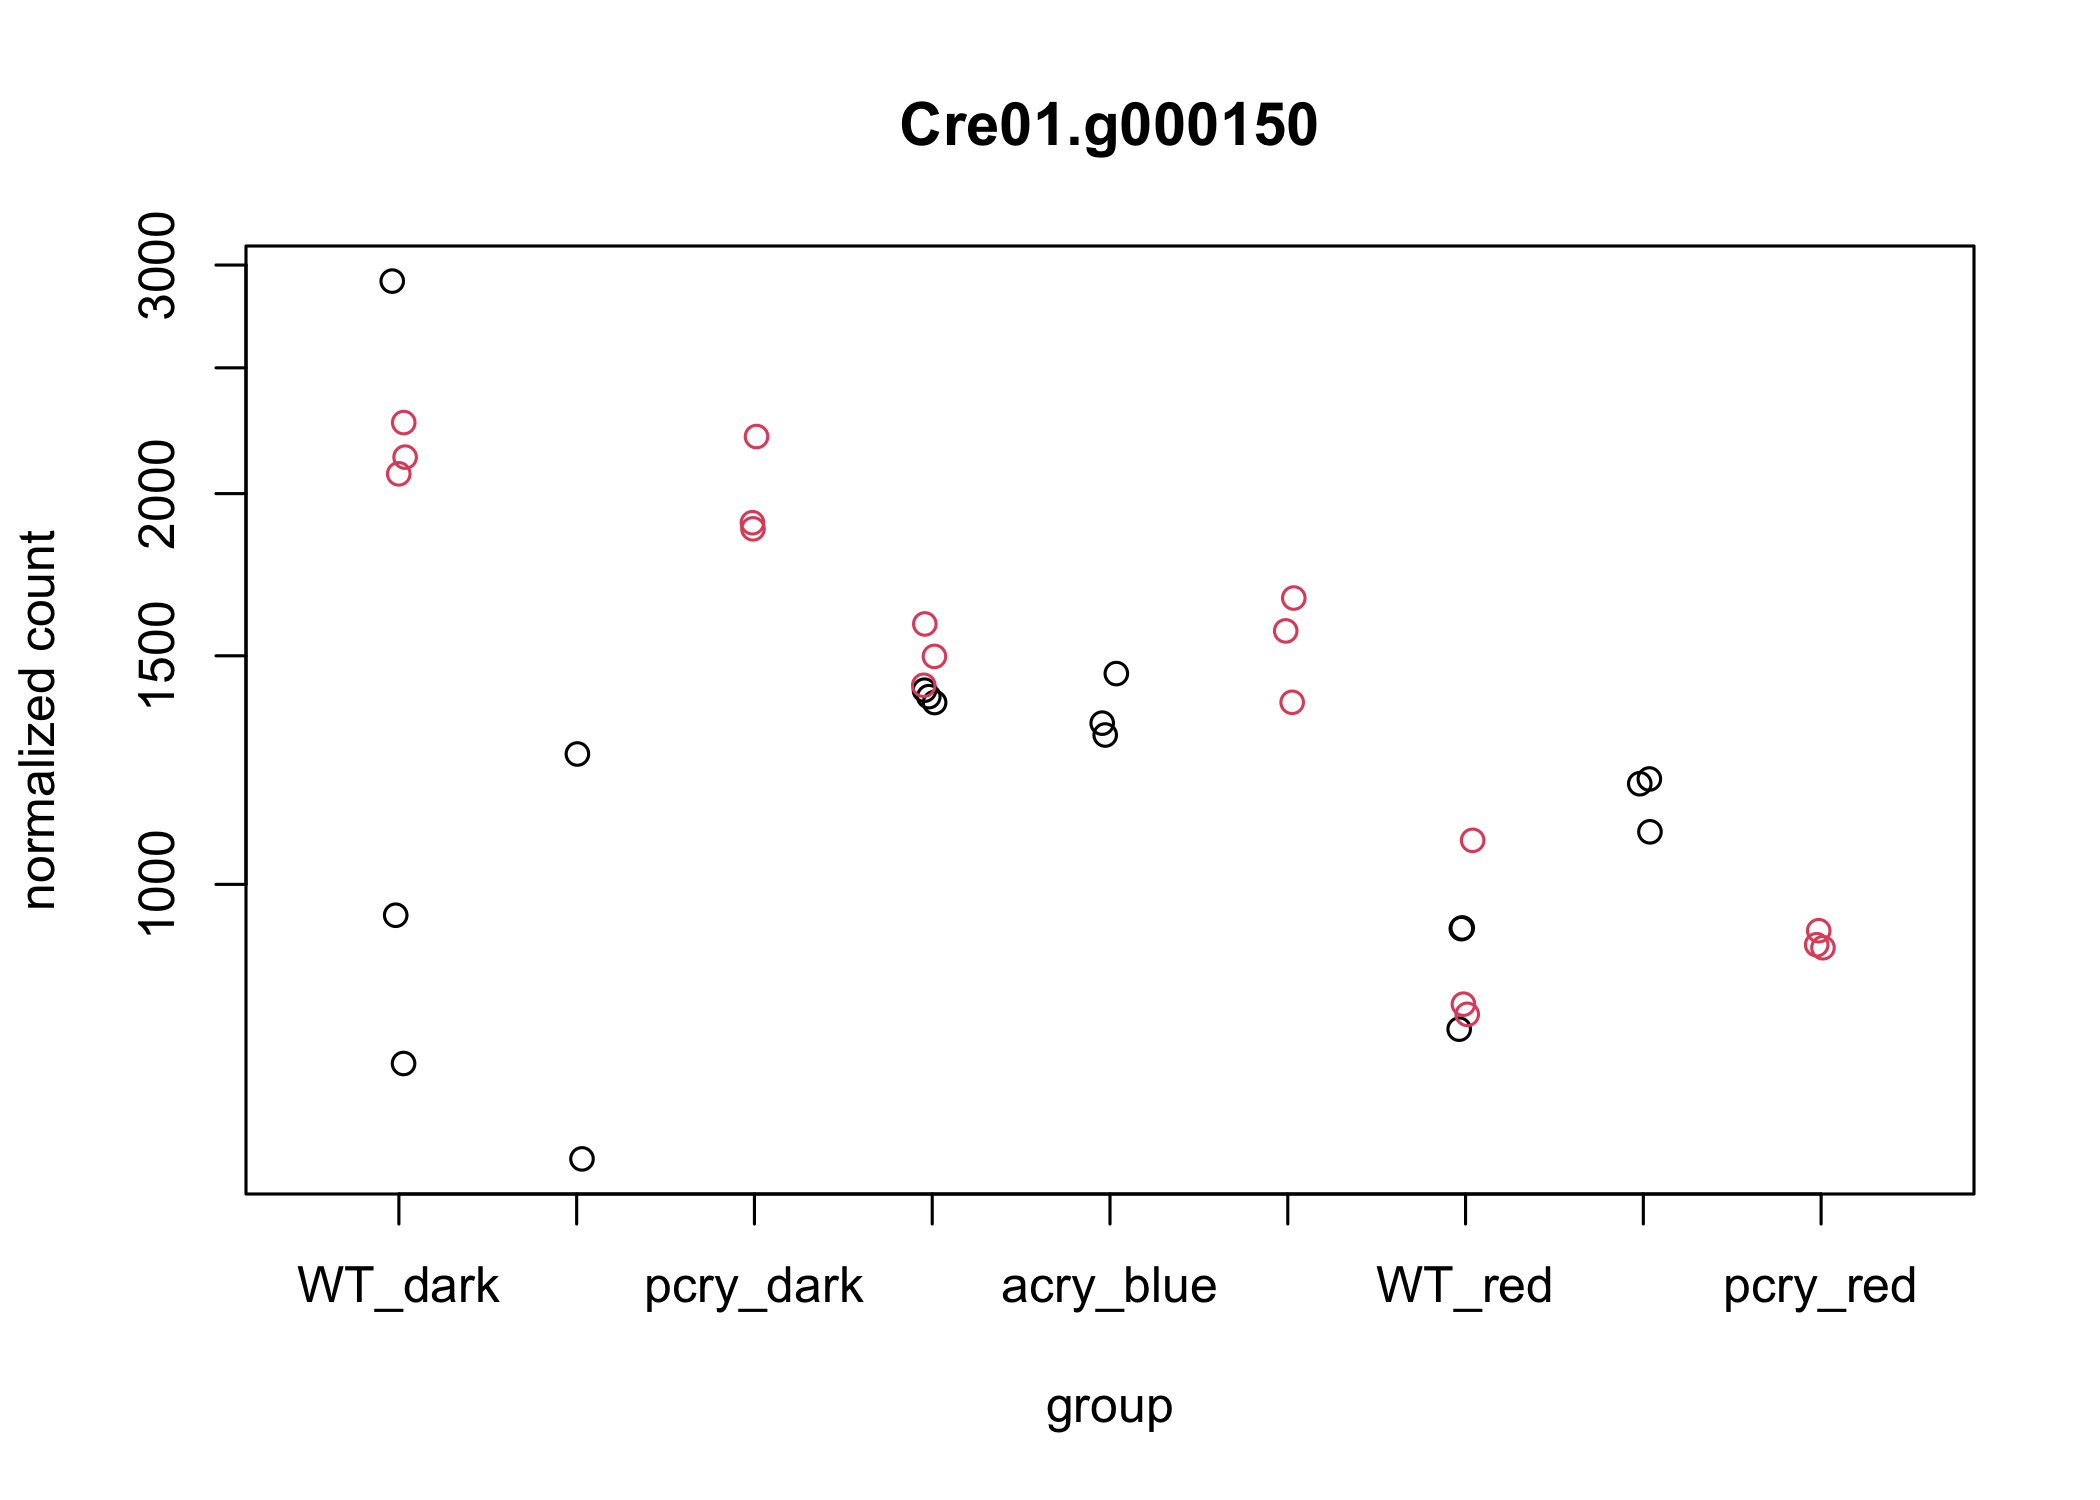 Cre01.g000150
normalized count
3000
2000
1500
1000
WT_dark
pcry_dark
acry_blue
WT_red
pcry_red
group